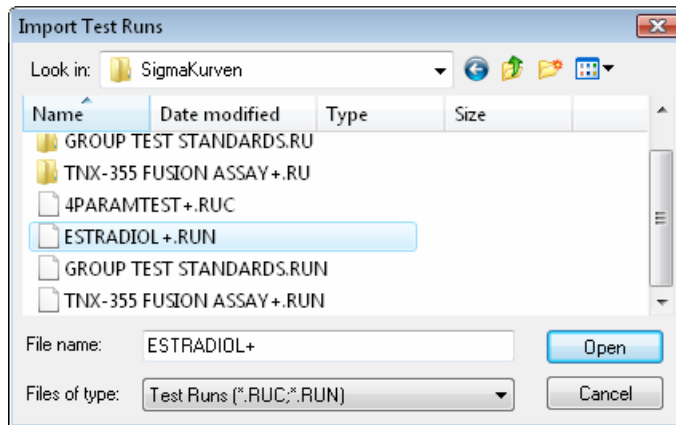 Import Test Runs
Look in: SigmaKurven
Name Date modified Type Size
GROUP TEST STANDARDS.RU
TNX-355 FUSION ASSAY+.RU
4PARAMTEST+.RUC
ESTRADIOL+.RUN
GROUP TEST STANDARDS.RUN
TNX-355 FUSION ASSAY+.RUN
File name: ESTRADIOL+ Open
Files of type: Test Runs (*.RUC;*.RUN) Cancel